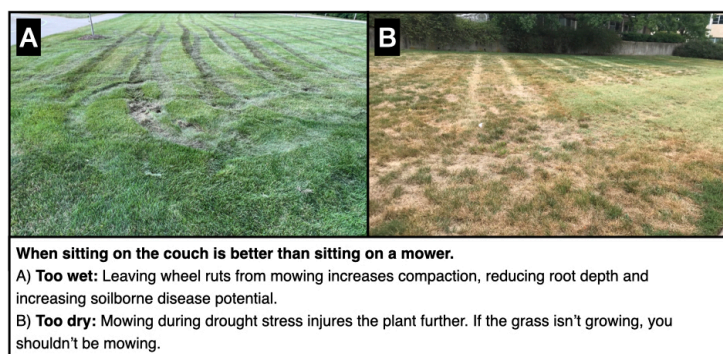 A
B
When sitting on the couch is better than sitting on a mower.
A) Too wet: Leaving wheel ruts from mowing increases compaction, reducing root depth and
increasing soilborne disease potential.
B) Too dry: Mowing during drought stress injures the plant further. If the grass isn’t growing, you
shouldn’t be mowing.